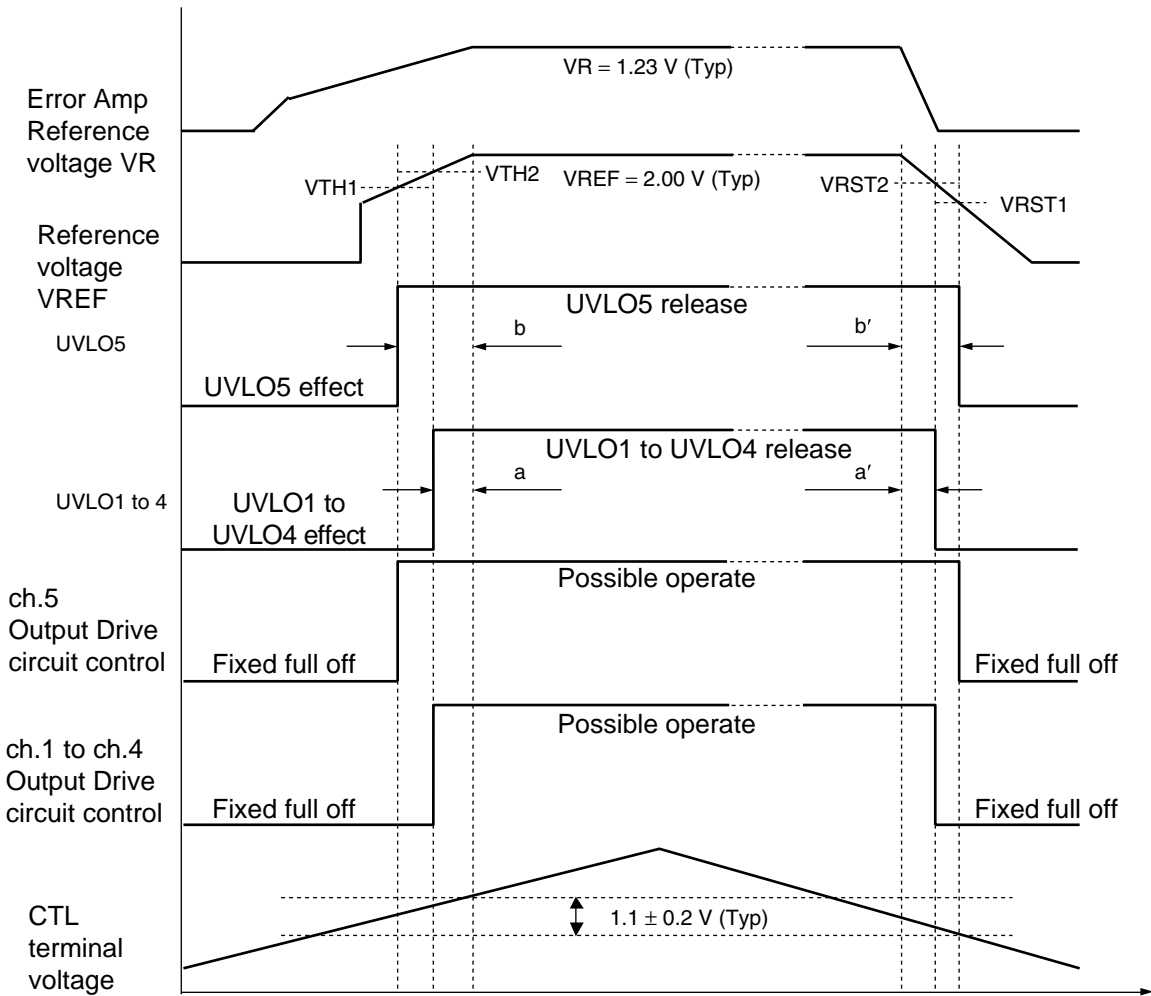 VR = 1.23 V (Typ)
Error Amp
Reference
voltage VR
VTH1
VTH2
VREF = 2.00 V (Typ)
VRST2
VRST1
Reference
voltage
VREF
UVLO5 release
UVLO5
b
b′
UVLO5 effect
UVLO1 to UVLO4 release
UVLO1 to 4
UVLO1 to
UVLO4 effect
a
a′
Possible operate
ch.5
Output Drive
circuit control
Fixed full off
Fixed full off
Possible operate
ch.1 to ch.4
Output Drive
circuit control
Fixed full off
Fixed full off
CTL
terminal
voltage
1.1 ± 0.2 V (Typ)